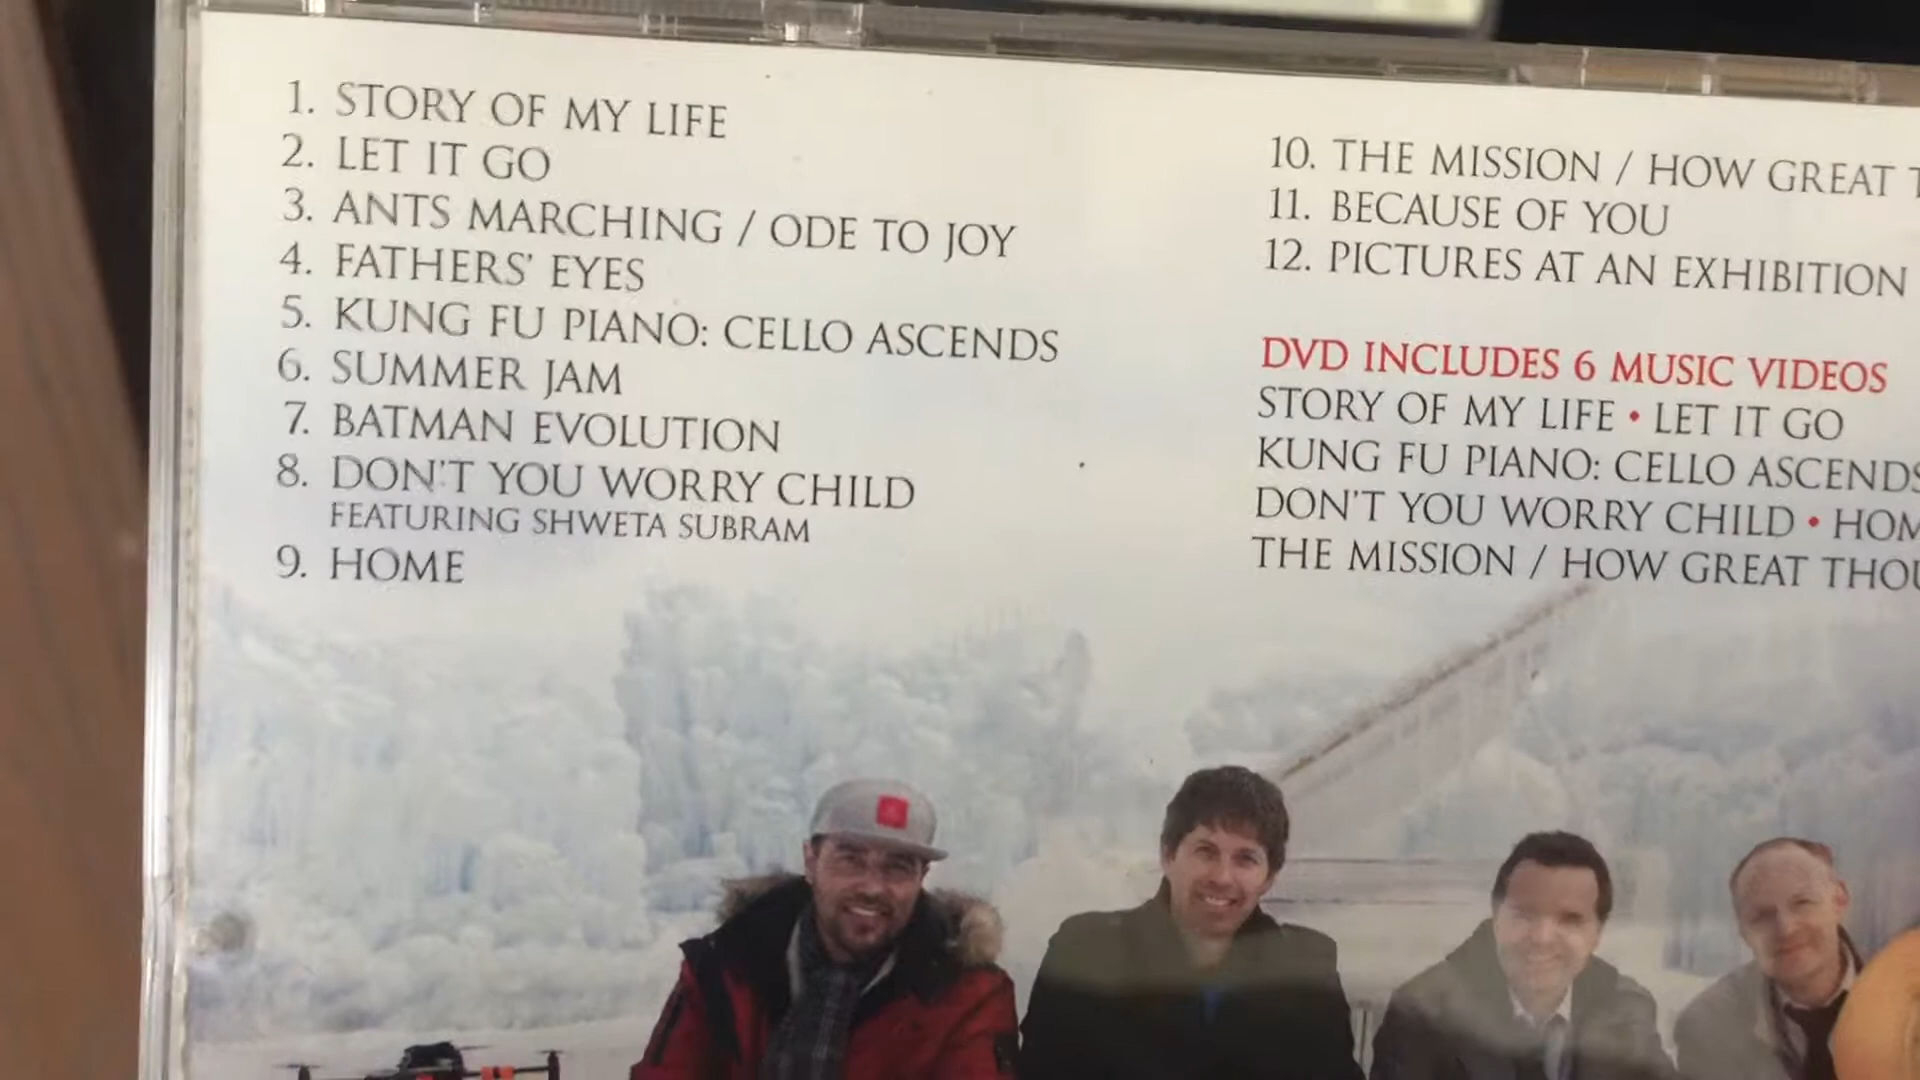 1. STORY OF MY LIFE
2. LET IT GO
3. ANTS MARCHING / ODE TO JOY
4. FATHERS' EYES
5. KUNG FU PIANO: CELLO ASCENDS
6. SUMMER JAM
7. BATMAN EVOLUTION
8. DON'T YOU WORRY CHILD
FEATURING SHWETA SUBRAM
9. HOME
10. THE MISSION / HOW GREAT
11. BECAUSE OF YOU
12. PICTURES AT AN EXHIBITION
DVD INCLUDES 6 MUSIC VIDEOS
STORY OF MY LIFE • LET IT GO
KUNG FU PIANO: CELLO ASCENDS
DON'T YOU WORRY CHILD •
THE MISSION / HOW GREAT